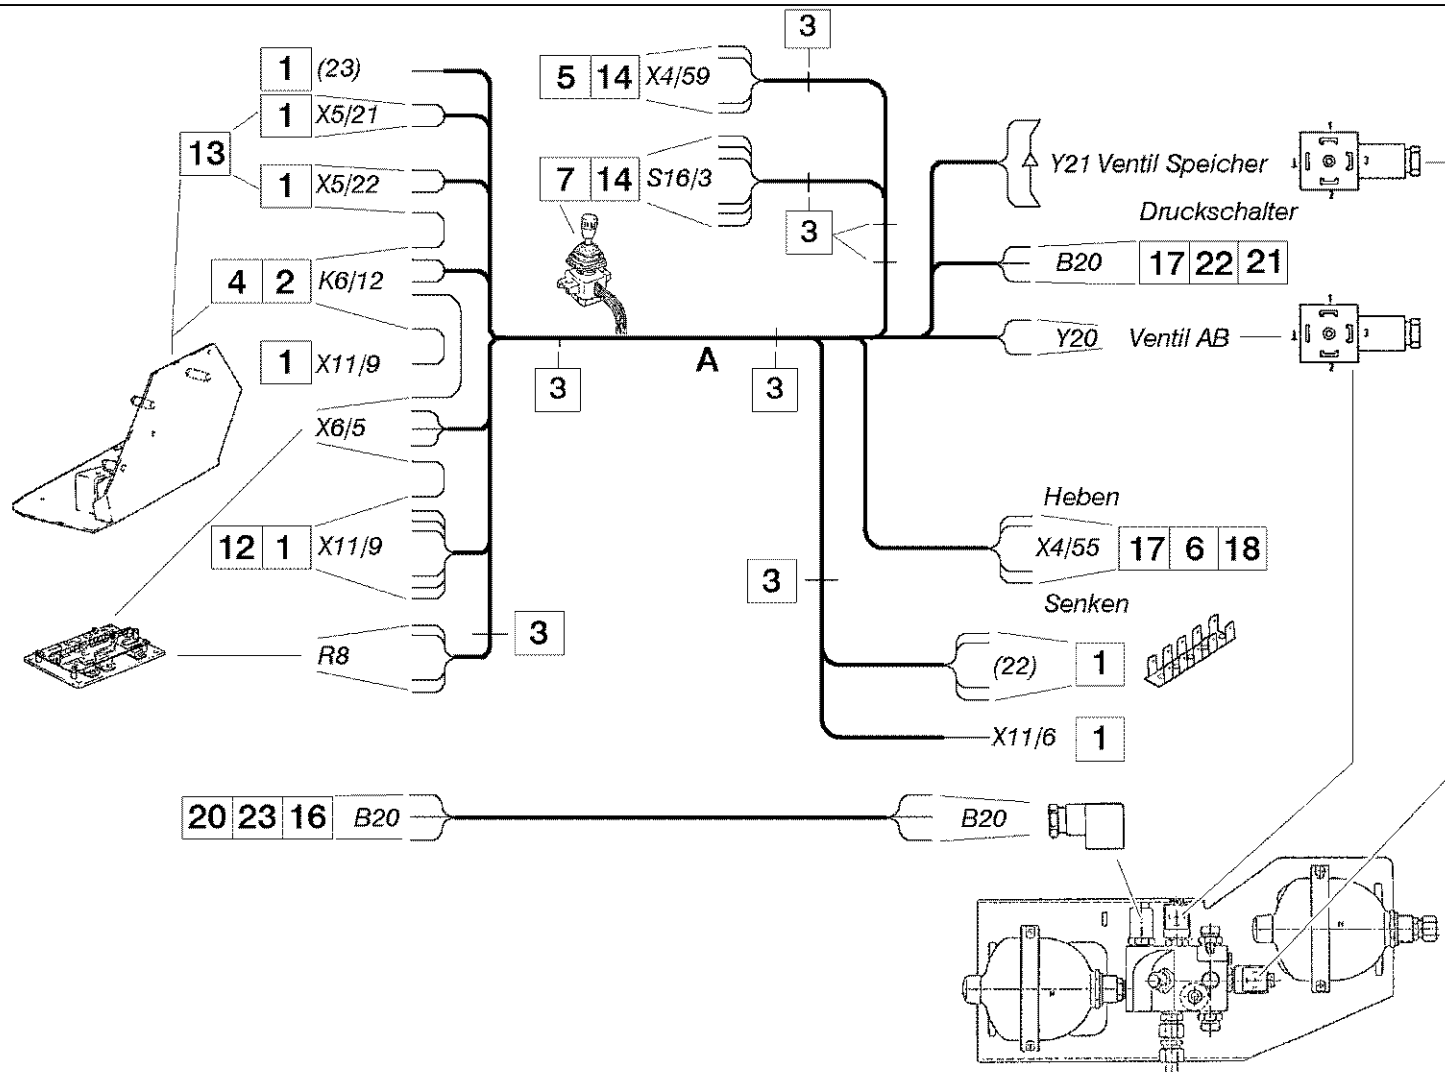 3
1 (23)
5 14 X4/59
1 X5/21
13
7 14 S16/3
Y21 Ventil Speicher
1 X5/22
Druckschalter
3
4 2 K6/12
B20 17 22 21
Y20 Ventil AB
A
1 X11/9
3
3
X6/5
Heben
12 1 X11/9
X4/55 17 6 18
3
Senken
3
R8
(22) 1
X11/6 1
20 23 16 B20
B20